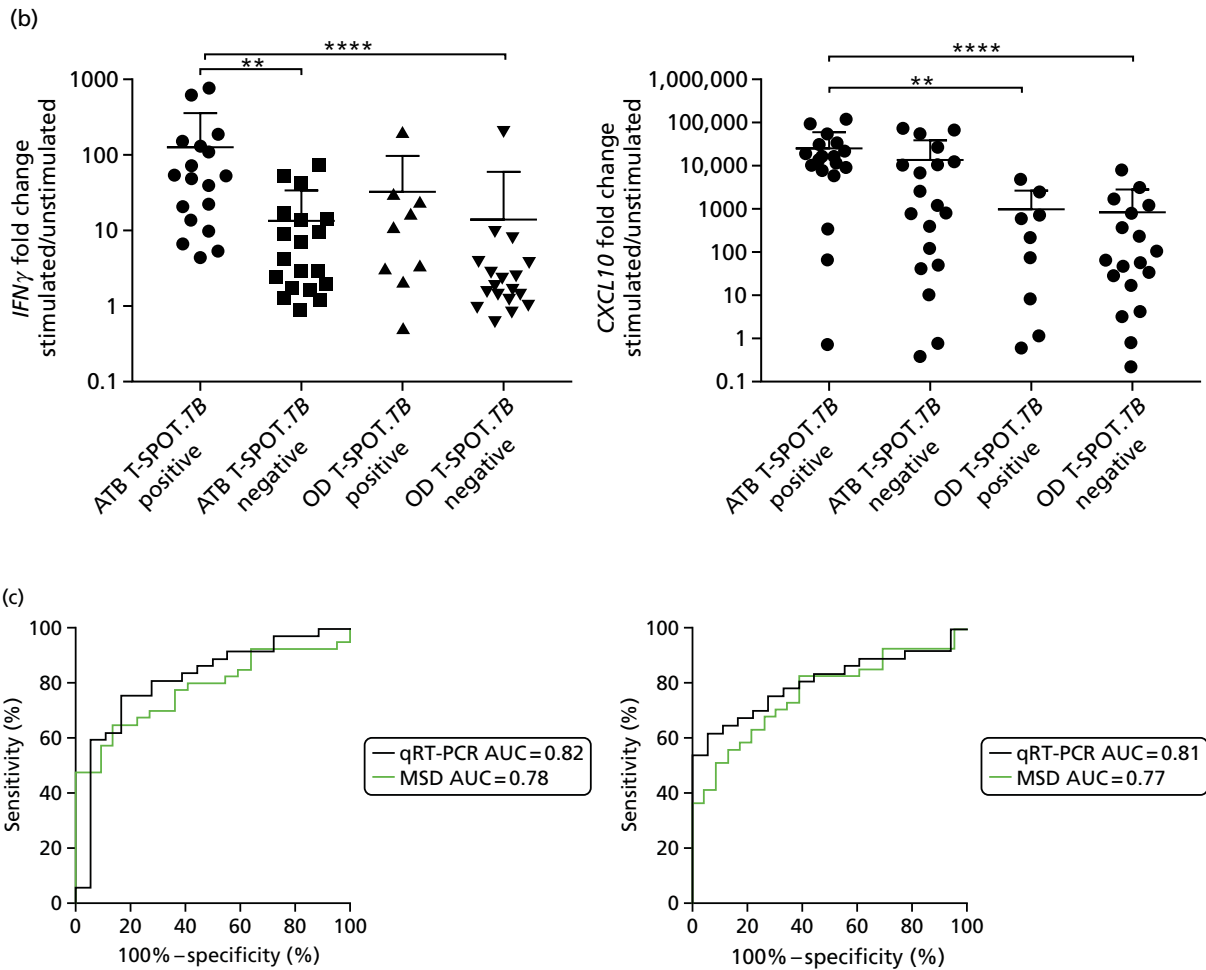 (b)
****
**
1000
100
10
1
0.1
IFNγ fold change
stimulated/unstimulated
ATB T-SPOT.TB
positive
ATB T-SPOT.TB
negative
OD T-SPOT.TB
positive
OD T-SPOT.TB
negative
****
**
1,000,000
100,000
10,000
1000
100
10
1
0.1
CXCL10 fold change
stimulated/unstimulated
ATB T-SPOT.TB
positive
ATB T-SPOT.TB
negative
OD T-SPOT.TB
positive
OD T-SPOT.TB
negative
(c)
100
80
60
40
20
0
Sensitivity (%)
0 20 40 60 80 100
100%–specificity (%)
qRT-PCR AUC=0.82
MSD AUC=0.78
100
80
60
40
20
0
Sensitivity (%)
0 20 40 60 80 100
100%–specificity (%)
qRT-PCR AUC=0.81
MSD AUC=0.77